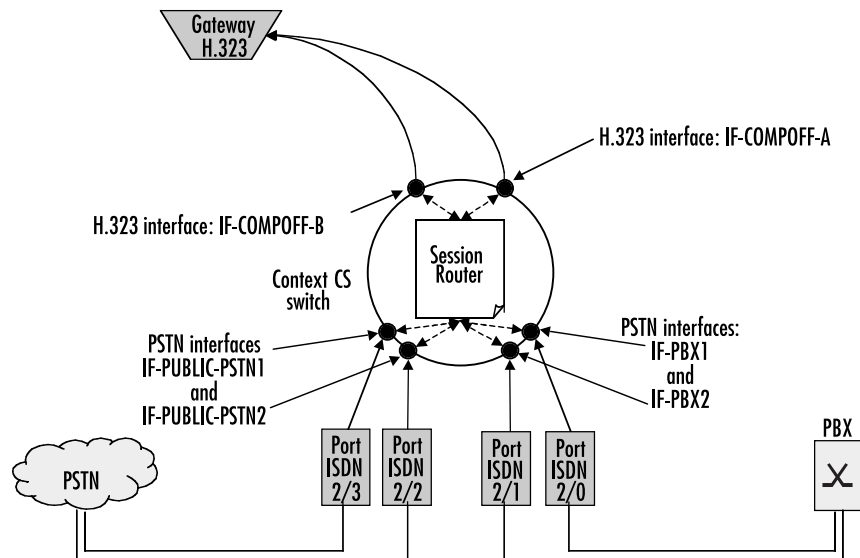 Gateway
H.323
H.323 interface: IF-COMPOFF-A
H.323 interface: IF-COMPOFF-B
Session
Router
Context CS
switch
PSTN interfaces
IF-PUBLIC-PSTN1
and
IF-PUBLIC-PSTN2
PSTN interfaces:
IF-PBX1
and
IF-PBX2
PSTN
Port
ISDN
2/3
Port
ISDN
2/2
Port
ISDN
2/1
Port
ISDN
2/0
PBX